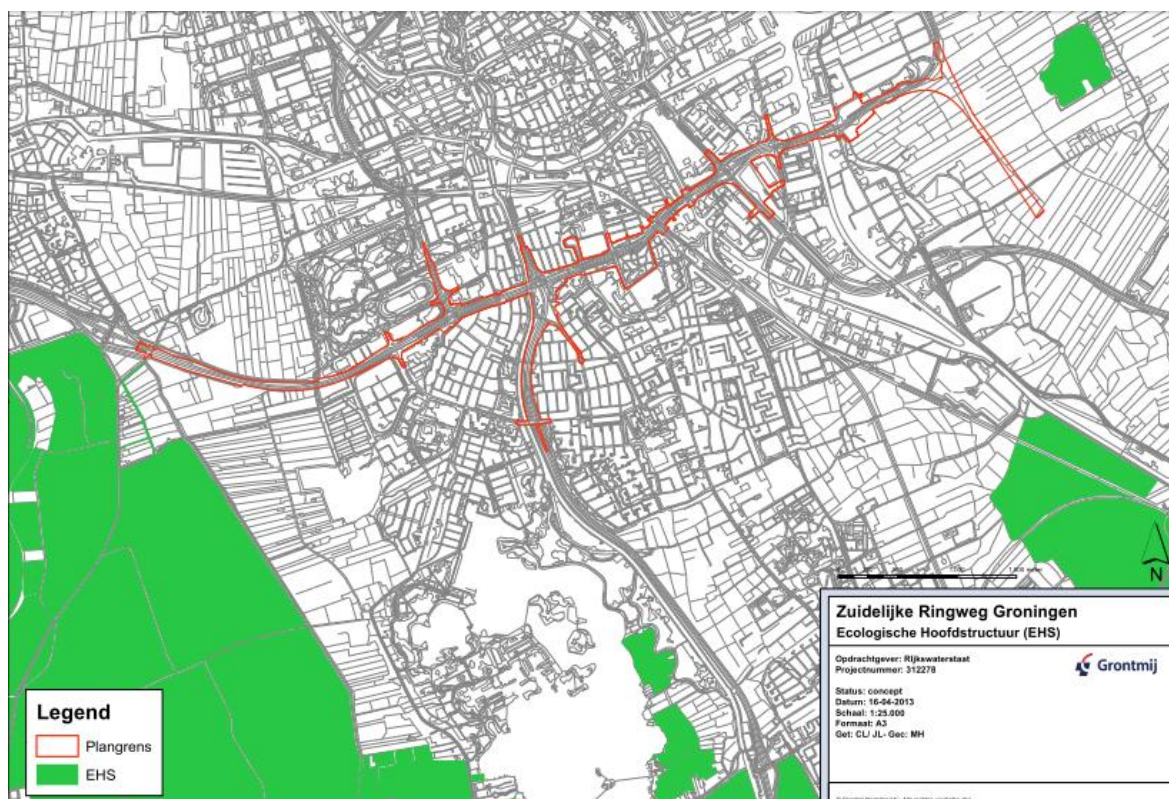 Legend
Plangrens
EHS
N
Zuidelijke Ringweg Groningen
Ecologische Hoofdstructuur (EHS)
Opdrachtgever: Rijkswaterstaat
Projectnummer: 312278
Grontmij
Status: concept
Datum: 16-04-2013
Schaal: 1:25.000
Formaat: A3
Get: CL/ JL- Gec: MH